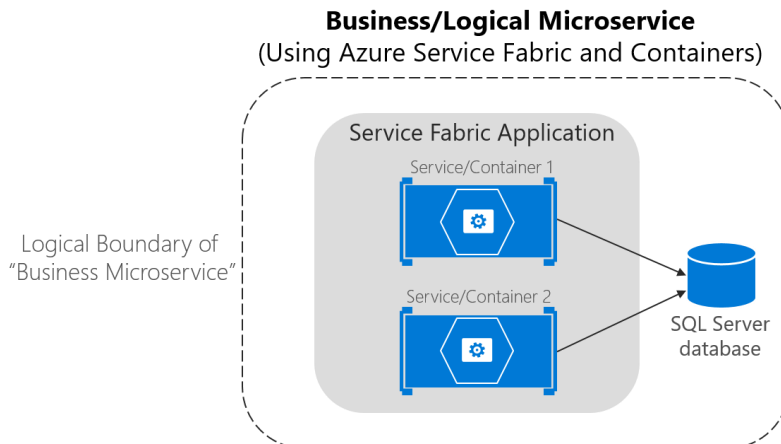 Business/Logical Microservice
(Using Azure Service Fabric and Containers)
Service Fabric Application
Service/Container 1
Logical Boundary of
“Business Microservice”
Service/Container 2
SQL Server
database